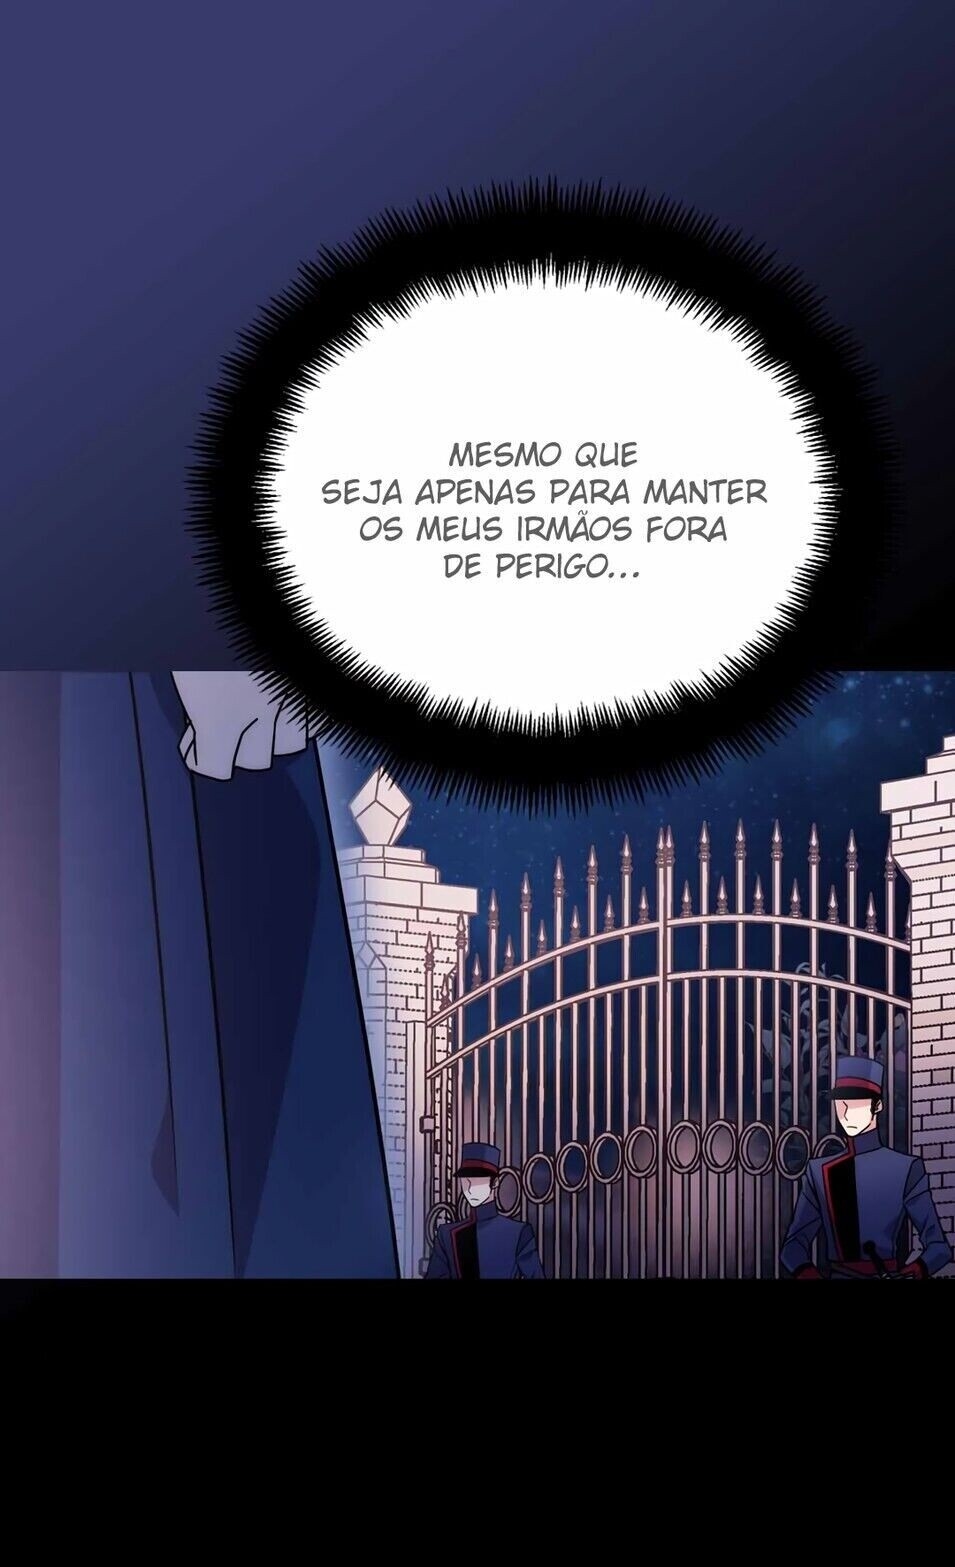 MESMO QUE
SEJA APENAS PARA MANTER
OS MEUS IRMÃOS FORA
DE PERIGO...